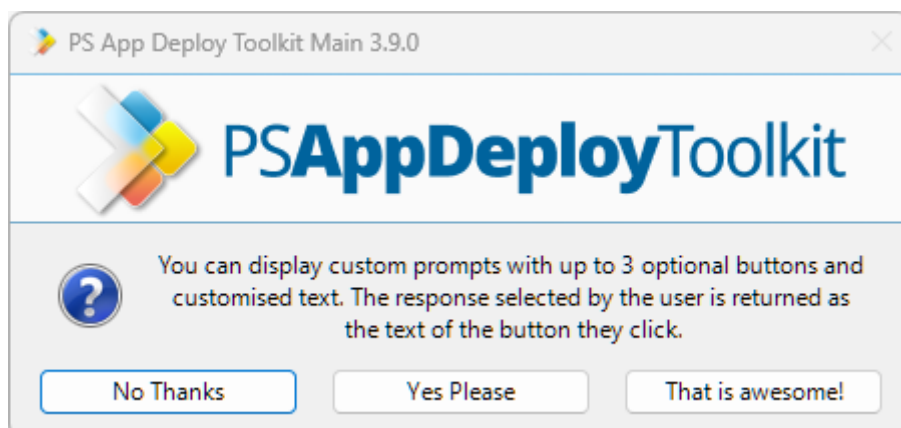 PS App Deploy Toolkit Main 3.9.0
PSAppDeployToolkit
?
You can display custom prompts with up to 3 optional buttons and
customised text. The response selected by the user is returned as
the text of the button they click.
No Thanks
Yes Please
That is awesome!